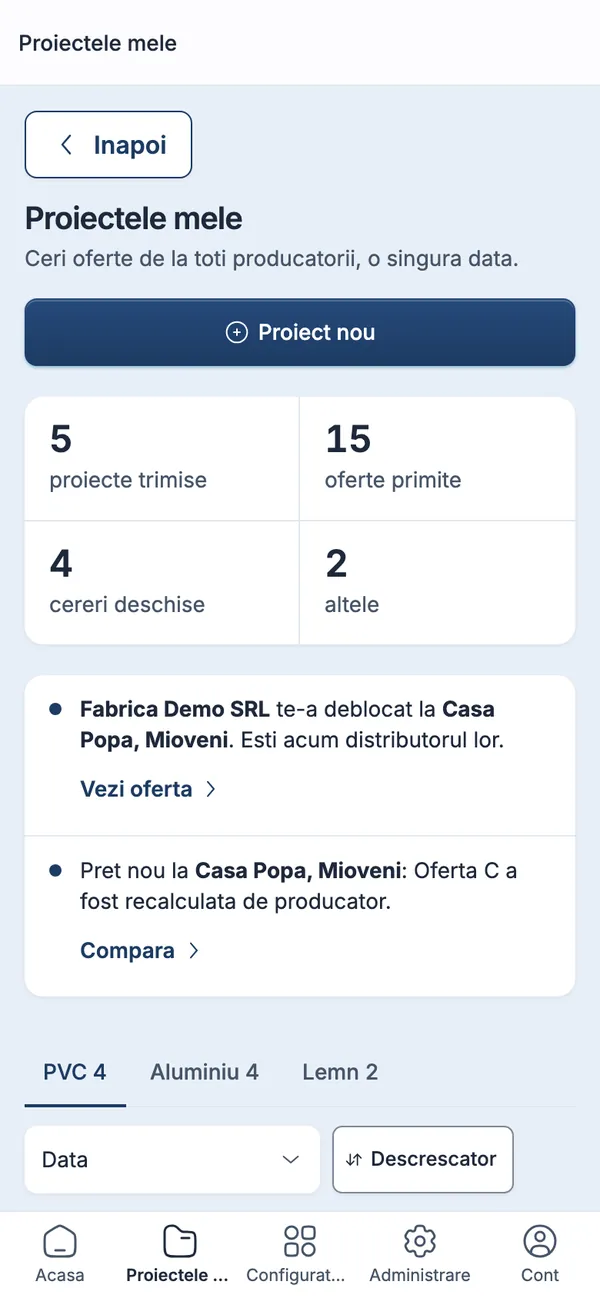 Proiectele mele
Inapoi
Proiectele mele
Ceri oferte de la toti producatorii, o singura data.
Proiect nou
5
proiecte trimise
15
oferte primite
4
cereri deschise
2
altele
Fabrica Demo SRL te-a deblocat la Casa
Popa, Mioveni. Esti acum distributorul lor.
Vezi oferta
Pret nou la Casa Popa, Mioveni: Oferta C a
fost recalculata de producator.
Compara
PVC 4 Aluminiu 4 Lemn 2
Data
Descrescator
Acasa Proiectele ... Configurat... Administrare Cont